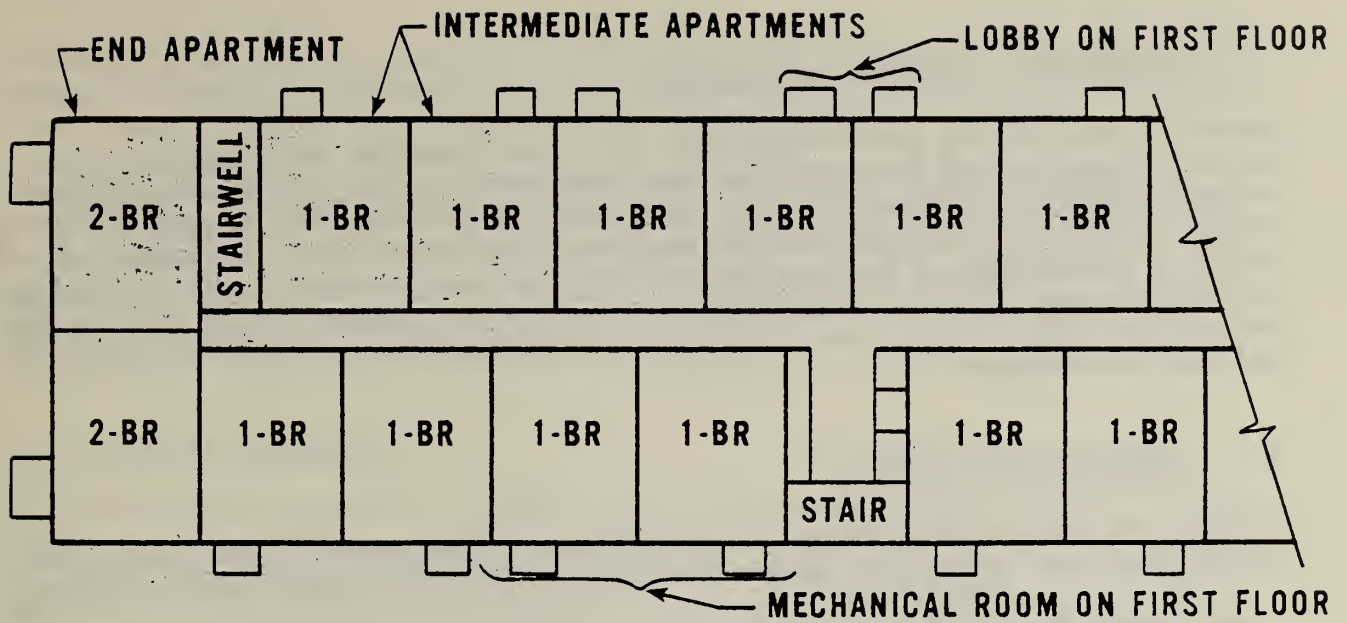 INTERMEDIATE APARTMENTS
LOBBY ON FIRST FLOOR
END APARTMENT
STAIRWELL
2-BR
1-BR
1-BR
1-BR
1-BR
1-BR
1-BR
2-BR
1-BR
1-BR
1-BR
1-BR
1-BR
1-BR
STAIR
MECHANICAL ROOM ON FIRST FLOOR